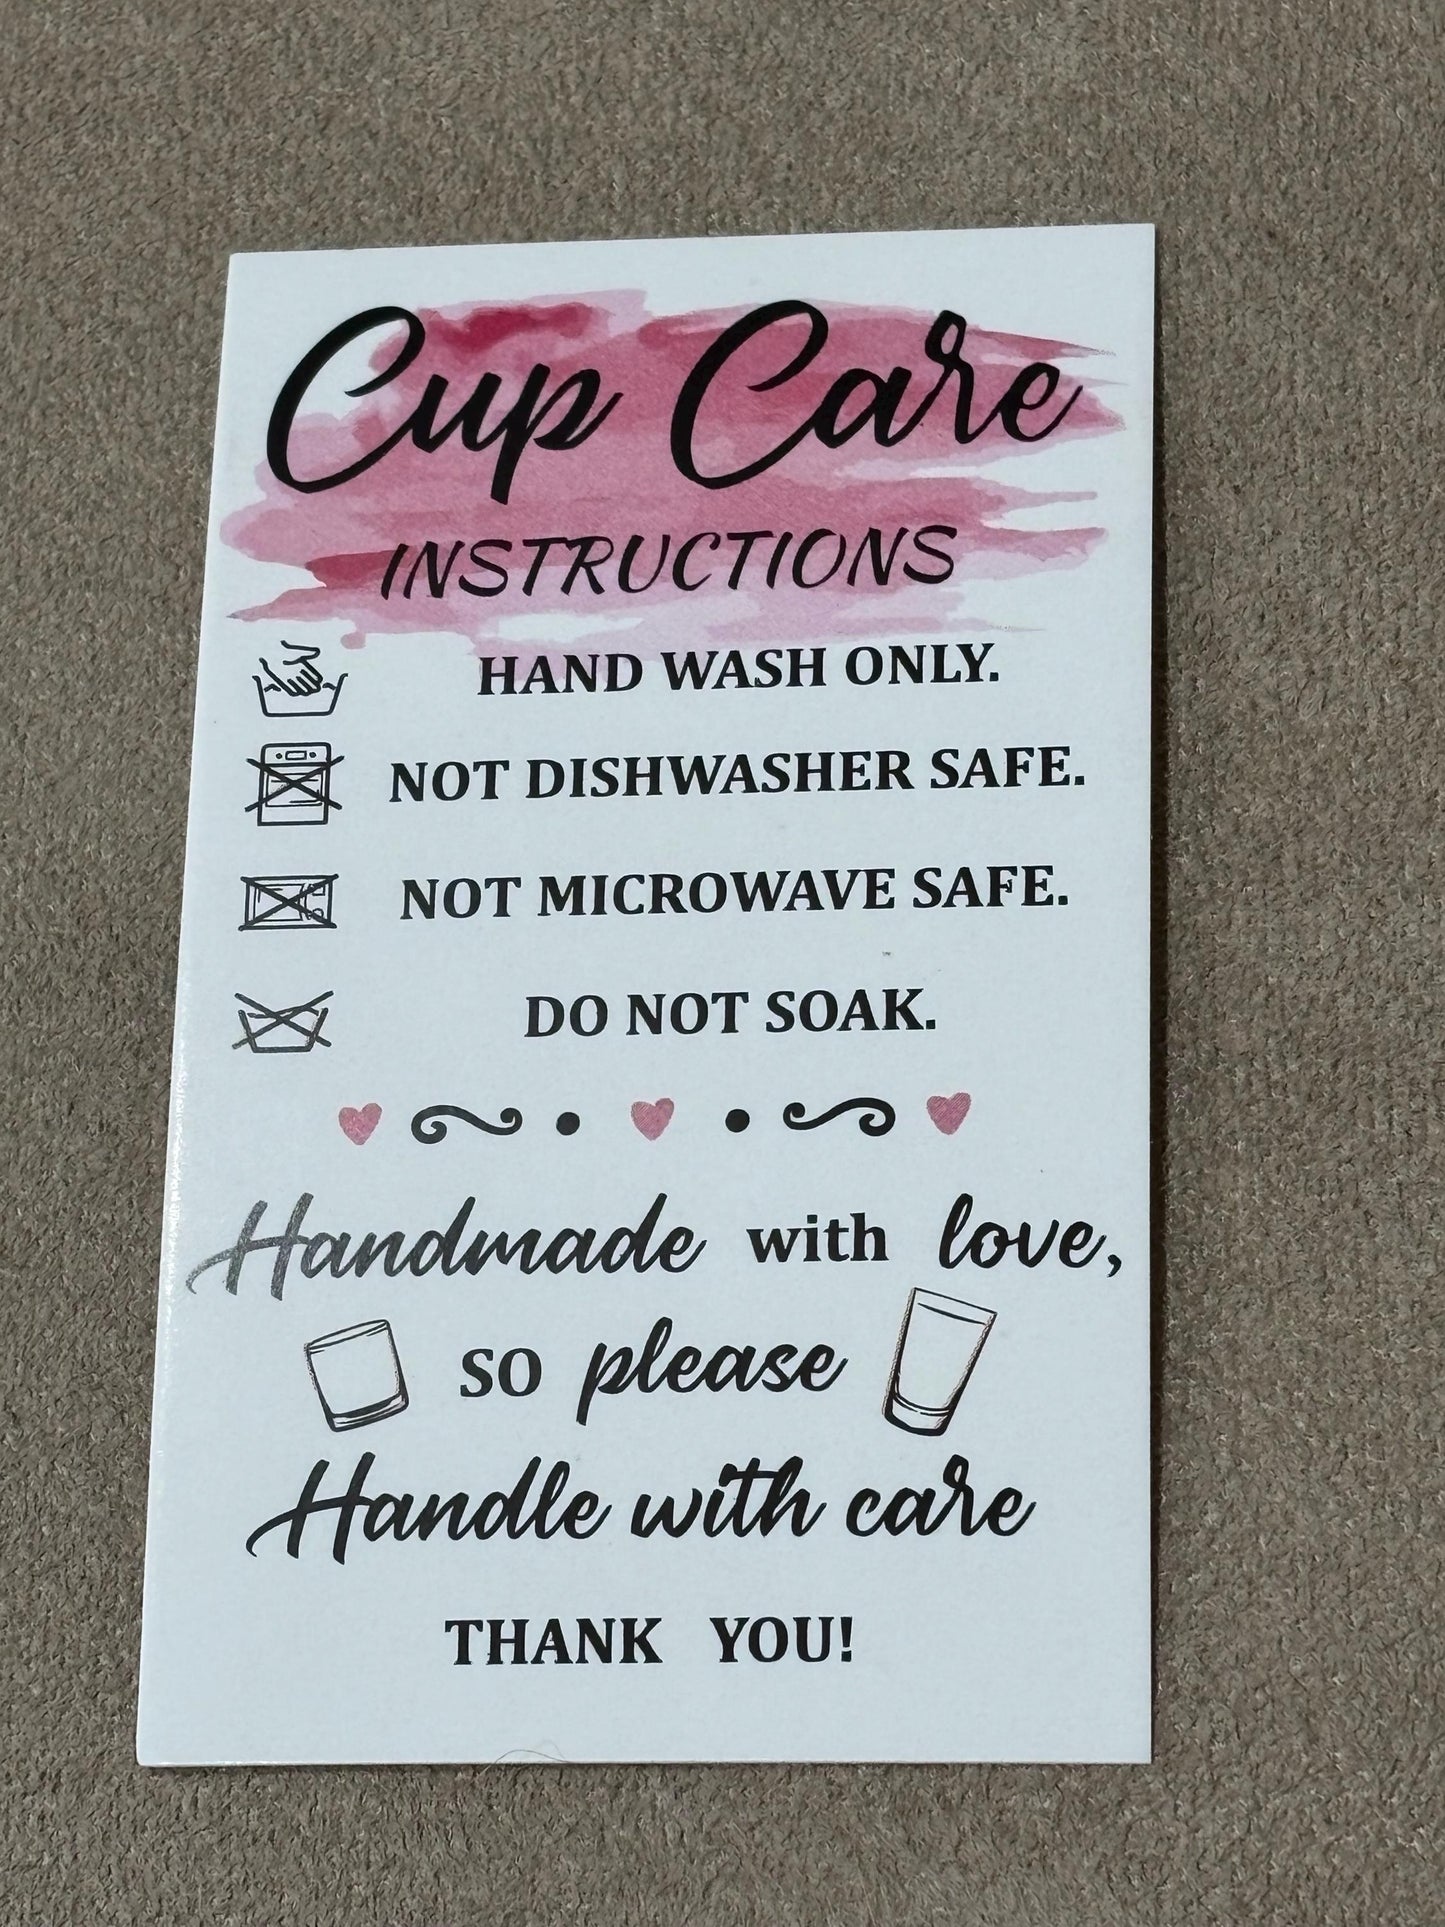 Cup Care
INSTRUCTIONS
HAND WASH ONLY.
NOT DISHWASHER SAFE.
NOT MICROWAVE SAFE.
DO NOT SOAK.
Handmade with love,
so please
Handle with care
THANK YOU!